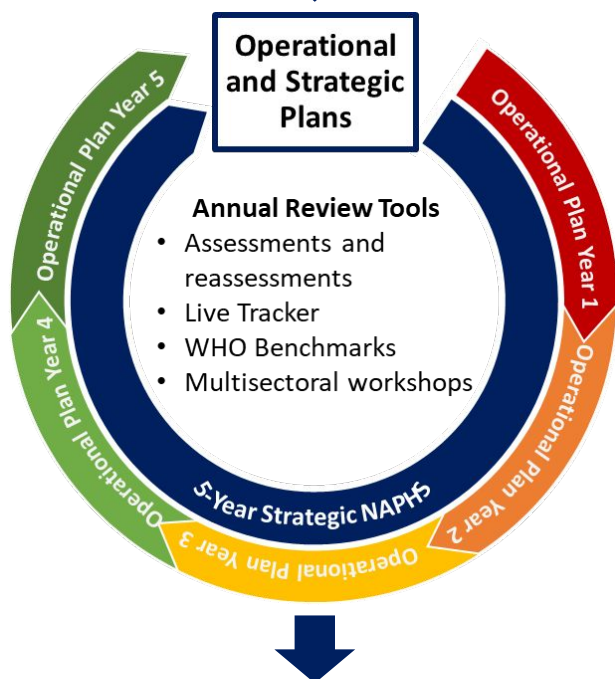 Operational
and Strategic
Plans
Operational Plan Year 1
Operational Plan Year 2
Operational Plan Year 3
Operational Plan Year 4
Operational Plan Year 5
Annual Review Tools
• Assessments and
reassessments
• Live Tracker
• WHO Benchmarks
• Multisectoral workshops
5-Year Strategic NAPHS